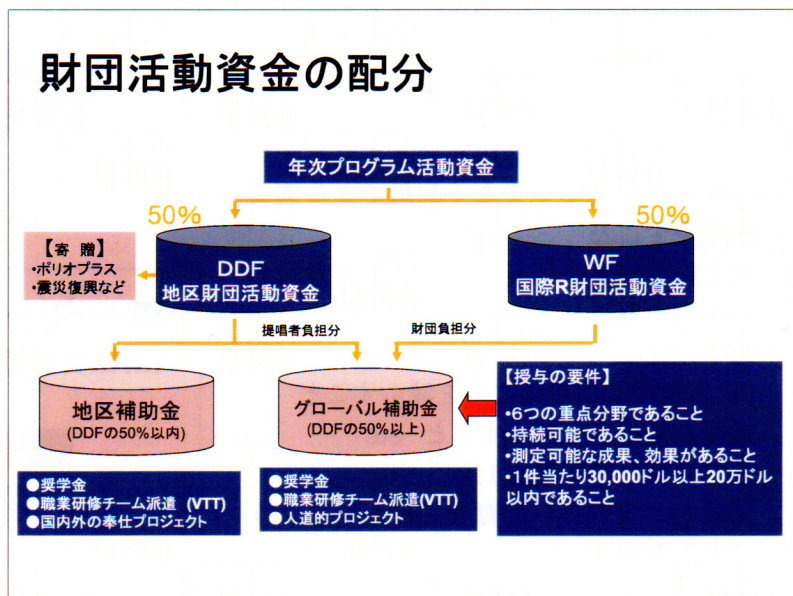 財団活動資金の配分
年次プログラム活動資金
50%
50%
【寄 贈】
・ポリオプラス
・震災復興など
DDF
地区財団活動資金
WF
国際R財団活動資金
提唱者負担分
財団負担分
地区補助金
(DDFの50%以内)
グローバル補助金
(DDFの50%以上)
【授与の要件】
・6つの重点分野であること
・持続可能であること
・測定可能な成果、効果があること
・1件当たり30,000ドル以上20万ドル
以内であること
●奨学金
●職業研修チーム派遣 (VTT)
●国内外の奉仕プロジェクト
●奨学金
●職業研修チーム派遣(VTT)
●人道的プロジェクト